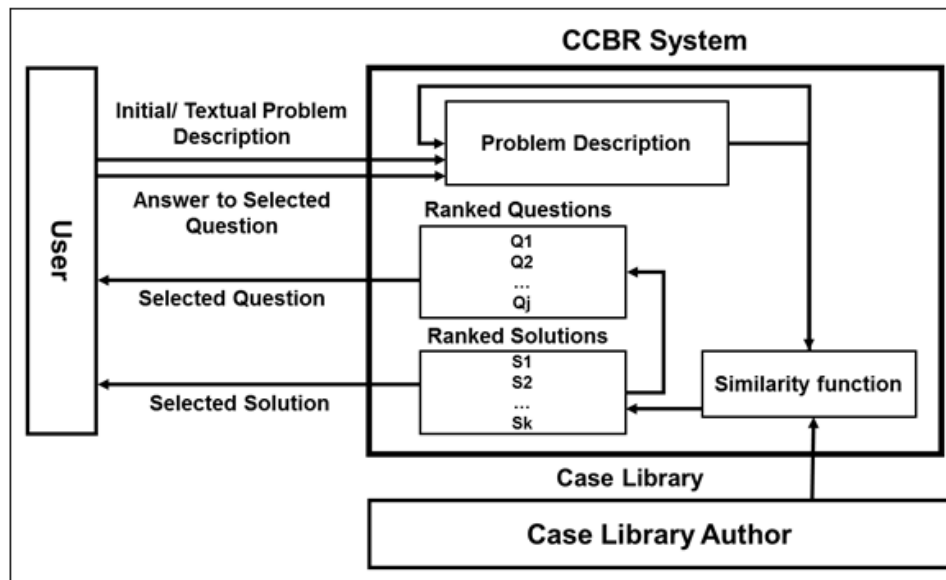 CCBR System
Initial/ Textual Problem
Description
Problem Description
Answer to Selected
Question
User
Ranked Questions
Q1
Q2
...
Qj
Selected Question
Ranked Solutions
S1
S2
...
Sk
Similarity function
Selected Solution
Case Library
Case Library Author